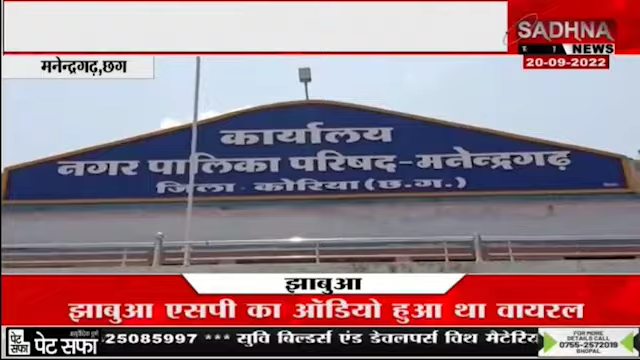 SADHNA
NEWS
मनेन्द्रगढ़,छग
20-09-2022
कार्यालय
नगर पालिका परिषद-मनेन्द्रगढ़
जिला-कोरिया (छ.ग.)
झाबुआ
झाबुआ एसपी का ऑडियो हुआ था वायरल
पेट सफा
पेट सफा
25085997 *** सुवि बिल्डर्स एंड डेवलपर्स विथ मैटेरि
FOR MORE
DETAILS CALL
0755-2572019
BHOPAL